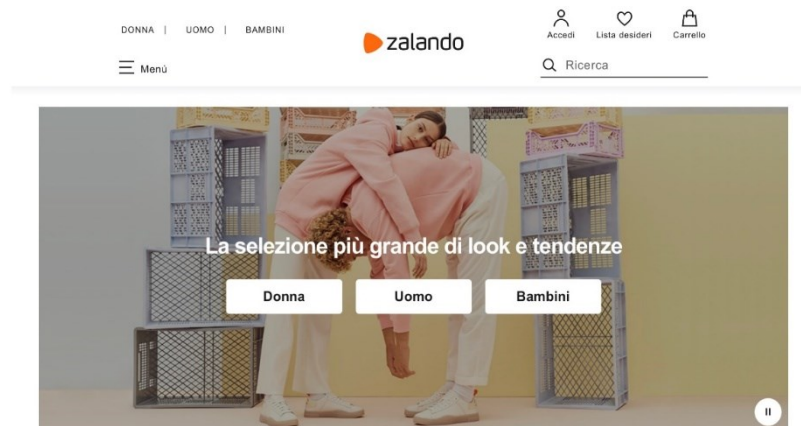 DONNA | UOMO | BAMBINI
zalando
Accedi Lista desideri Carrello
Menú
Ricerca
La selezione più grande di look e tendenze
Donna Uomo Bambini